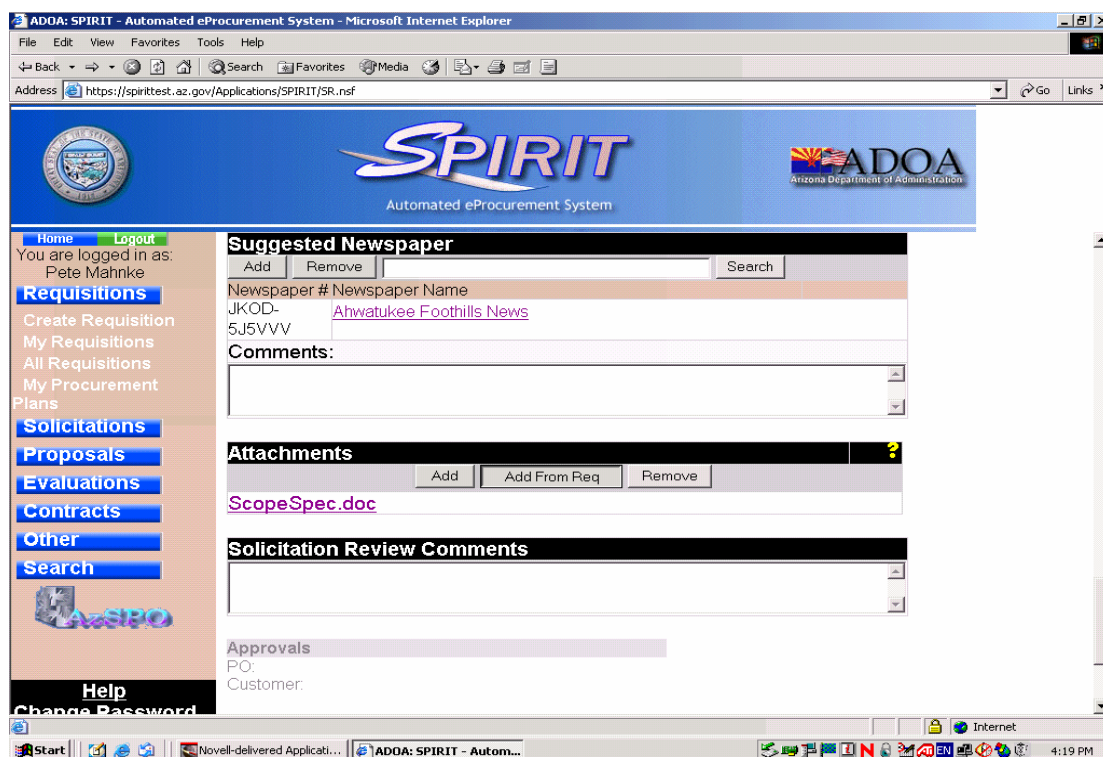 ADOA: SPIRIT - Automated eProcurement System - Microsoft Internet Explorer
File Edit View Favorites Tools Help
Back Search Favorites Media
Address https://spirittest.az.gov/Applications/SPIRIT/SR.nsf Go Links
SPIRIT
Automated eProcurement System
ADOA
Arizona Department of Administration
Home Logout
You are logged in as:
Pete Mahnke
Requisitions
Create Requisition
My Requisitions
All Requisitions
My Procurement
Plans
Solicitations
Proposals
Evaluations
Contracts
Other
Search
AzSPO
Help
Change Password
Suggested Newspaper
Add Remove Search
Newspaper # Newspaper Name
JKOD-
5J5VVV Ahwatukee Foothills News
Comments:
Attachments ?
Add Add From Req Remove
ScopeSpec.doc
Solicitation Review Comments
Approvals
PO:
Customer:
Internet
Start Novell-delivered Applicati... ADOA: SPIRIT - Autom... EN 4:19 PM